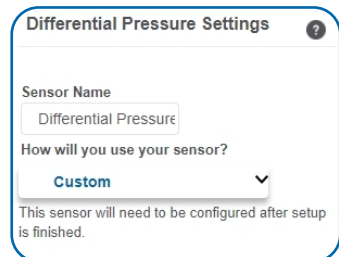 Differential Pressure Settings ?
Sensor Name
Differential Pressure
How will you use your sensor?
Custom
This sensor will need to be configured after setup
is finished.